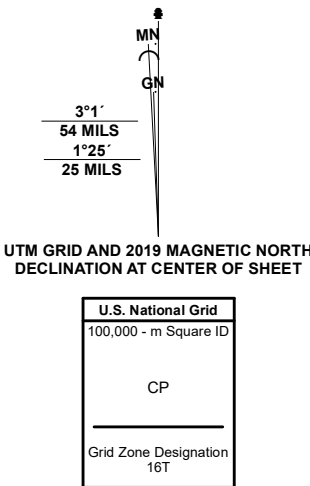 MN
GN
3°1´
54 MILS
1°25´
25 MILS
UTM GRID AND 2019 MAGNETIC NORTH
DECLINATION AT CENTER OF SHEET
U.S. National Grid
100,000 - m Square ID
CP
Grid Zone Designation
16T